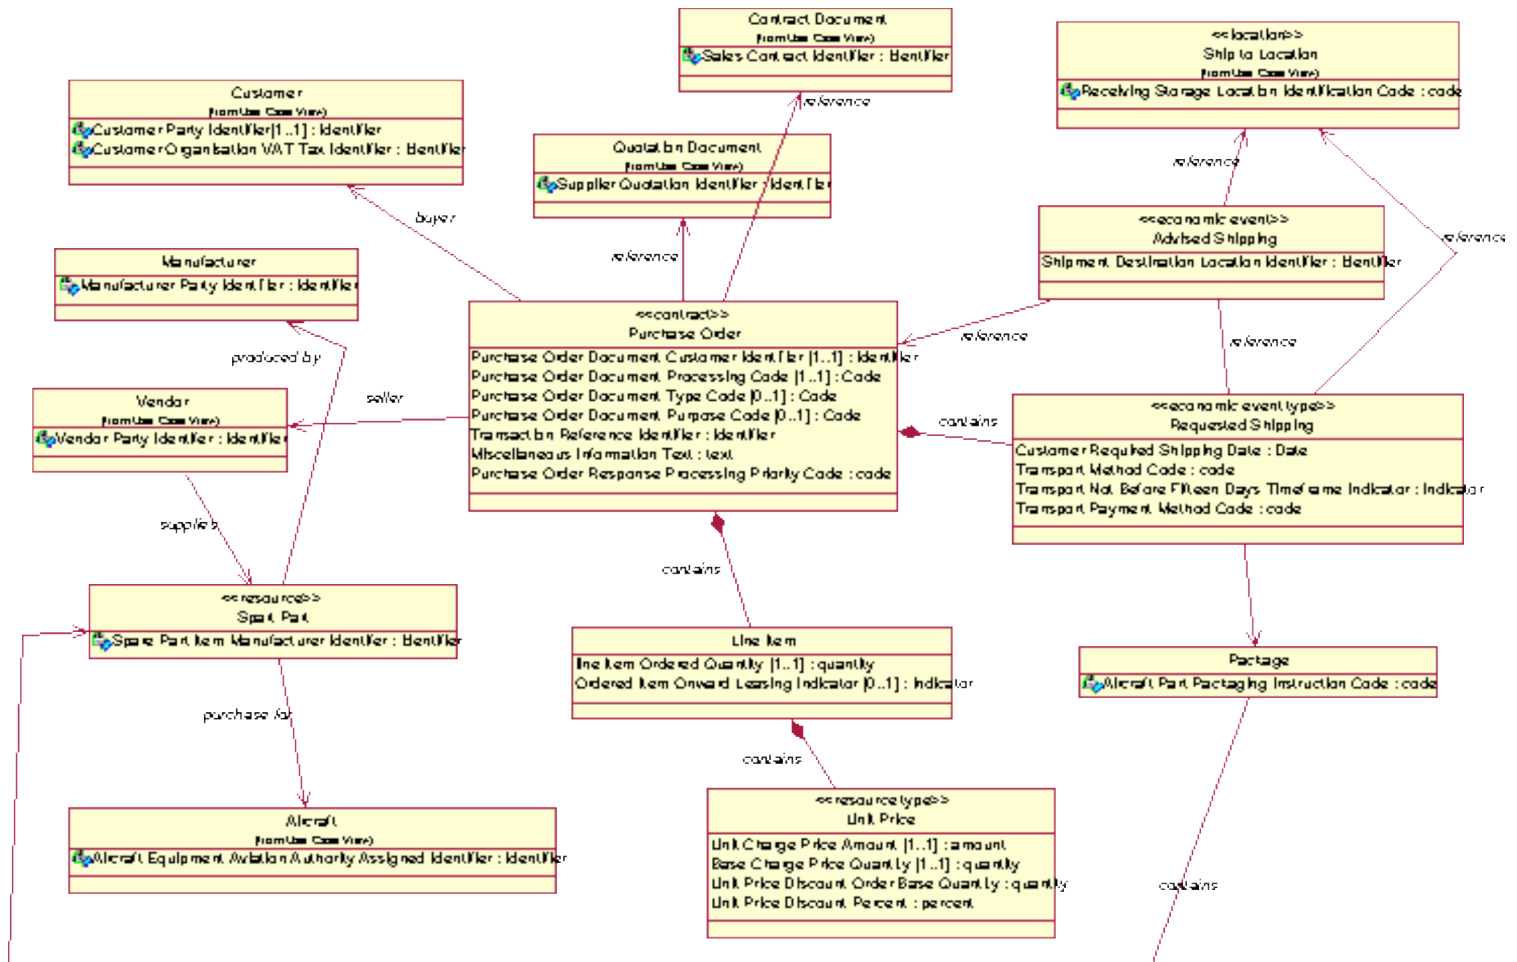 Contract Document
(from Use Case View)
Sales Contract Identifier : Identifier
<<location>>
Ship to Location
(from Use Case View)
Receiving Storage Location Identification Code : code
Customer
(from Use Case View)
Customer Party Identifier[1..1] : Identifier
Customer Organisation VAT Tax Identifier : Identifier
reference
Quotation Document
(from Use Case View)
Supplier Quotation Identifier : Identifier
reference
buyer
<<economic event>>
Advised Shipping
Shipment Destination Location Identifier : Identifier
reference
reference
Manufacturer
Manufacturer Party Identifier : Identifier
<<contract>>
Purchase Order
Purchase Order Document Customer Identifier [1..1] : Identifier
Purchase Order Document Processing Code [1..1] : Code
Purchase Order Document Type Code [0..1] : Code
Purchase Order Document Purpose Code [0..1] : Code
Transaction Reference Identifier : Identifier
Miscellaneous Information Text : text
Purchase Order Response Processing Priority Code : code
reference
reference
produced by
seller
Vendor
(from Use Case View)
Vendor Party Identifier : Identifier
contains
<<economic event type>>
Requested Shipping
Customer Required Shipping Date : Date
Transport Method Code : code
Transport Not Before Fifteen Days Timeframe Indicator : Indicator
Transport Payment Method Code : code
supplies
contains
<<resource>>
Spart Part
Spare Part Item Manufacturer Identifier : Identifier
Line Item
line Item Ordered Quantity [1..1] : quantity
Ordered Item Onward Leasing Indicator [0..1] : Indicator
Package
Aircraft Part Packaging Instruction Code : code
purchase for
contains
<<resource type>>
Unit Price
Unit Charge Price Amount [1..1] : amount
Base Charge Price Quantity [1..1] : quantity
Unit Price Discount Order Base Quantity : quantity
Unit Price Discount Percent : percent
Aircraft
(from Use Case View)
Aircraft Equipment Aviation Authority Assigned Identifier : Identifier
contains